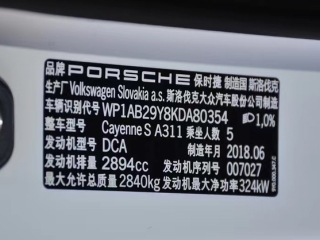 品牌 PORSCHE 保时捷 制造国 斯洛伐克
生产厂 Volkswagen Slovakia a.s. 斯洛伐克大众汽车股份公司制造
车辆识别代号 WP1AB29Y8KDA80354 1,0%
整车型号 Cayenne S A311 乘坐人数 5
发动机型号 DCA 制造年月 2018.06
发动机排量 2894cc 发动机序列号 007027
最大允许总质量 2840kg 发动机最大净功率 324kW